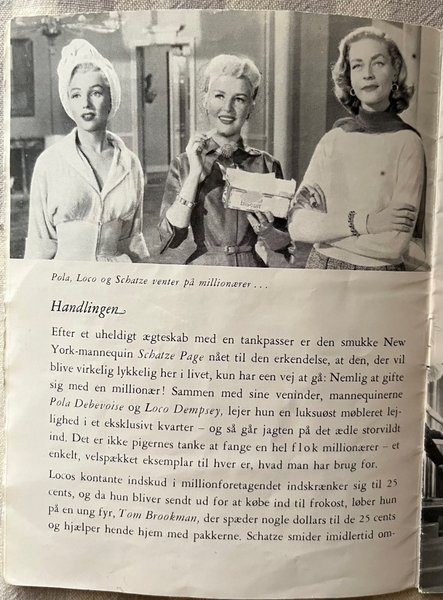 biscuit
Pola, Loco og Schatze venter på millionærer . . .
Handlingen
Efter et uheldigt ægteskab med en tankpasser er den smukke New
York-mannequin Schatze Page nået til den erkendelse, at den, der vil
blive virkelig lykkelig her i livet, kun har een vej at gå: Nemlig at gifte
sig med en millionær! Sammen med sine veninder, mannequinerne
Pola Debevoise og Loco Dempsey, lejer hun en luksuøst møbleret lej-
lighed i et eksklusivt kvarter – og så går jagten på det ædle storvildt
ind. Det er ikke pigernes tanke at fange en hel flok millionærer – et
enkelt, velspækket eksemplar til hver er, hvad man har brug for.
Locos kontante indskud i millionforetagendet indskrænker sig til 25
cents, og da hun bliver sendt ud for at købe ind til frokost, løber hun
på en ung fyr, Tom Brookman, der spæder nogle dollars til de 25 cents
og hjælper hende hjem med pakkerne. Schatze smider imidlertid om-